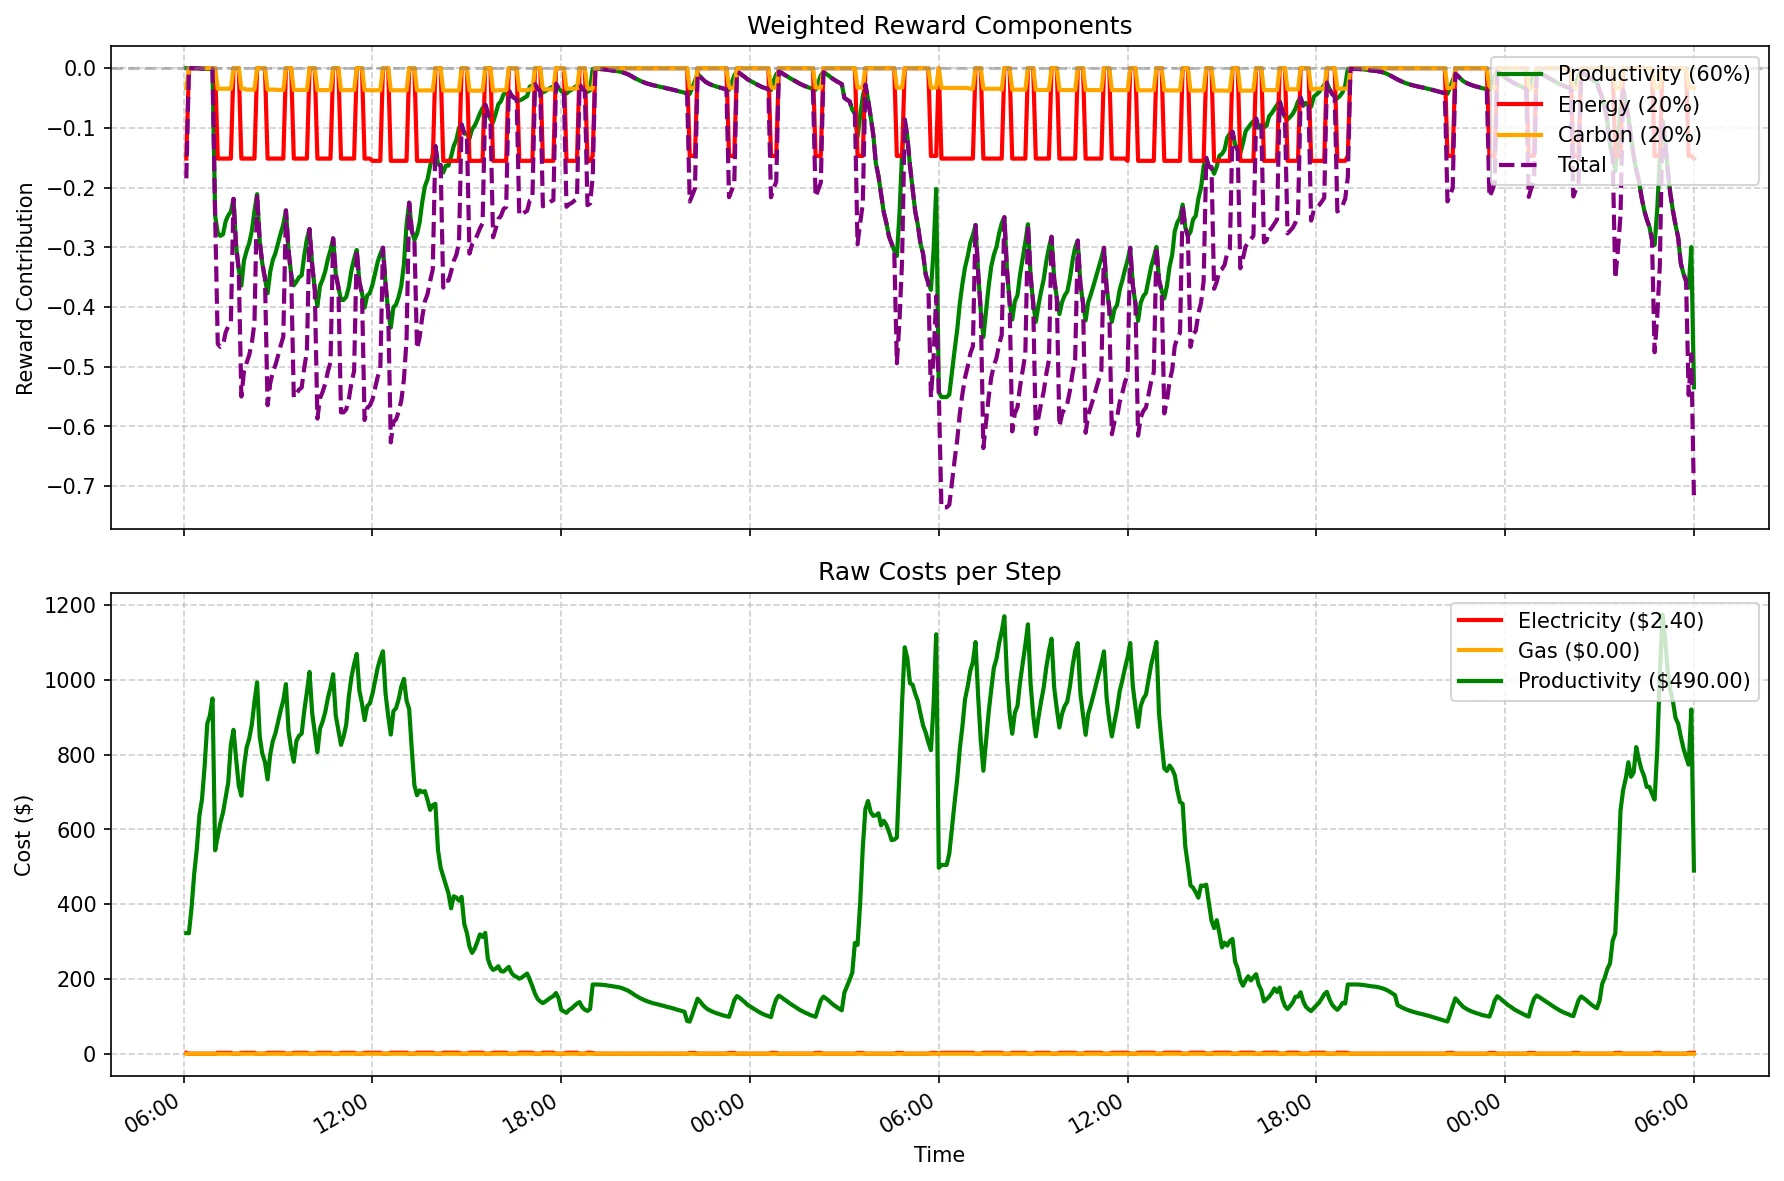 Weighted Reward Components
Reward Contribution
0.0
−0.1
−0.2
−0.3
−0.4
−0.5
−0.6
−0.7
Productivity (60%)
Energy (20%)
Carbon (20%)
Total
Raw Costs per Step
Cost ($)
1200
1000
800
600
400
200
0
Electricity ($2.40)
Gas ($0.00)
Productivity ($490.00)
06:00 12:00 18:00 00:00 06:00 12:00 18:00 00:00 06:00
Time